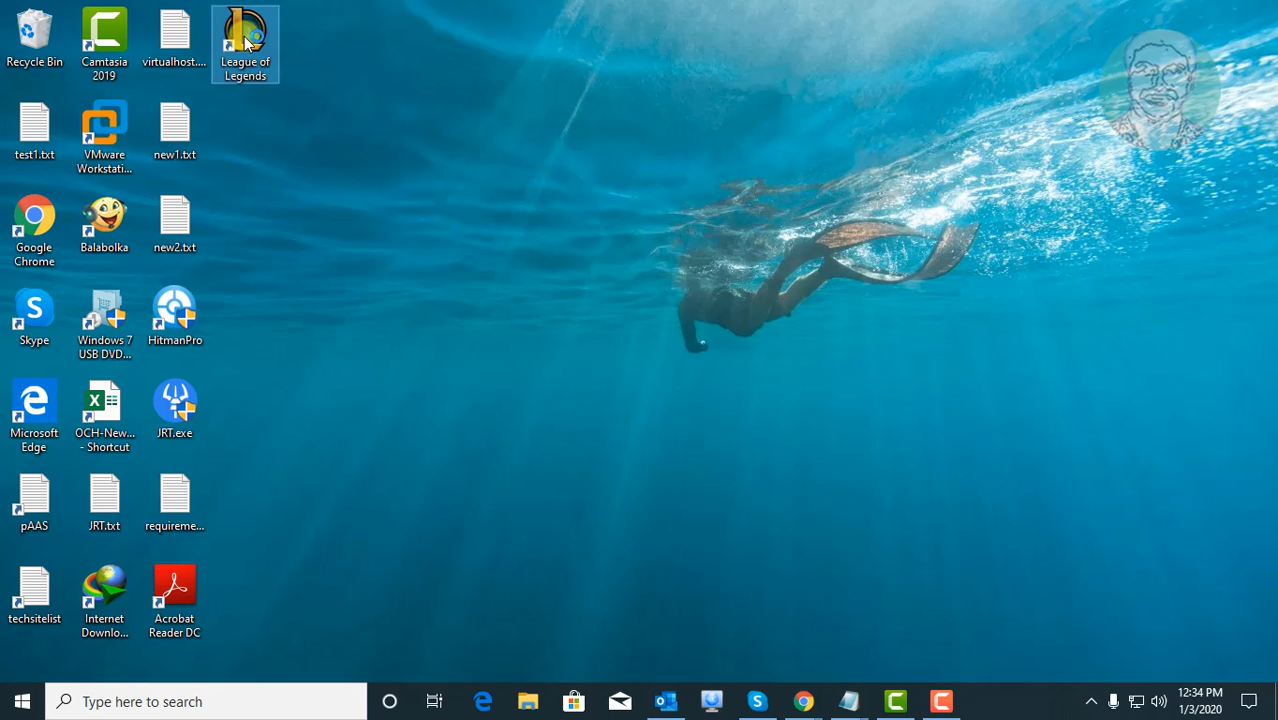 Recycle Bin
Camtasia
2019
virtualhost....
League of
Legends
test1.txt
VMware
Workstati...
new1.txt
Google
Chrome
Balabolka
new2.txt
Skype
Windows 7
USB DVD...
HitmanPro
Microsoft
Edge
OCH-New...
- Shortcut
JRT.exe
pAAS
JRT.txt
requireme...
techsitelist
Internet
Downlo...
Acrobat
Reader DC
Type here to search
12:34 PM
1/3/2020